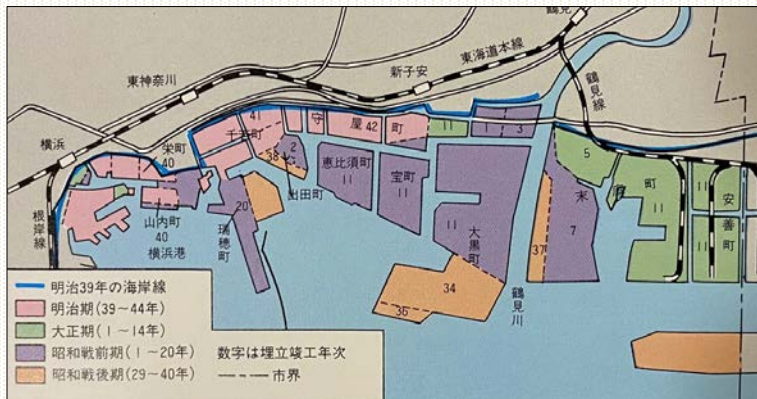 鶴見
東海道本線
新子安
東神奈川
鶴見線
横浜
栄町
40
41
千若町
守
屋
42
町
11
1
3
38
2
恵比須町
11
宝町
11
出田町
山内町
40
横浜港
20
瑞穂町
根岸線
11
大黒町
34
36
鶴見川
37
末
広
町
5
7
11
11
11
安
善
町
明治39年の海岸線
明治期(39〜44年)
大正期(1〜14年)
昭和戦前期(1〜20年)
数字は埋立竣工年次
昭和戦後期(29〜40年)
市界